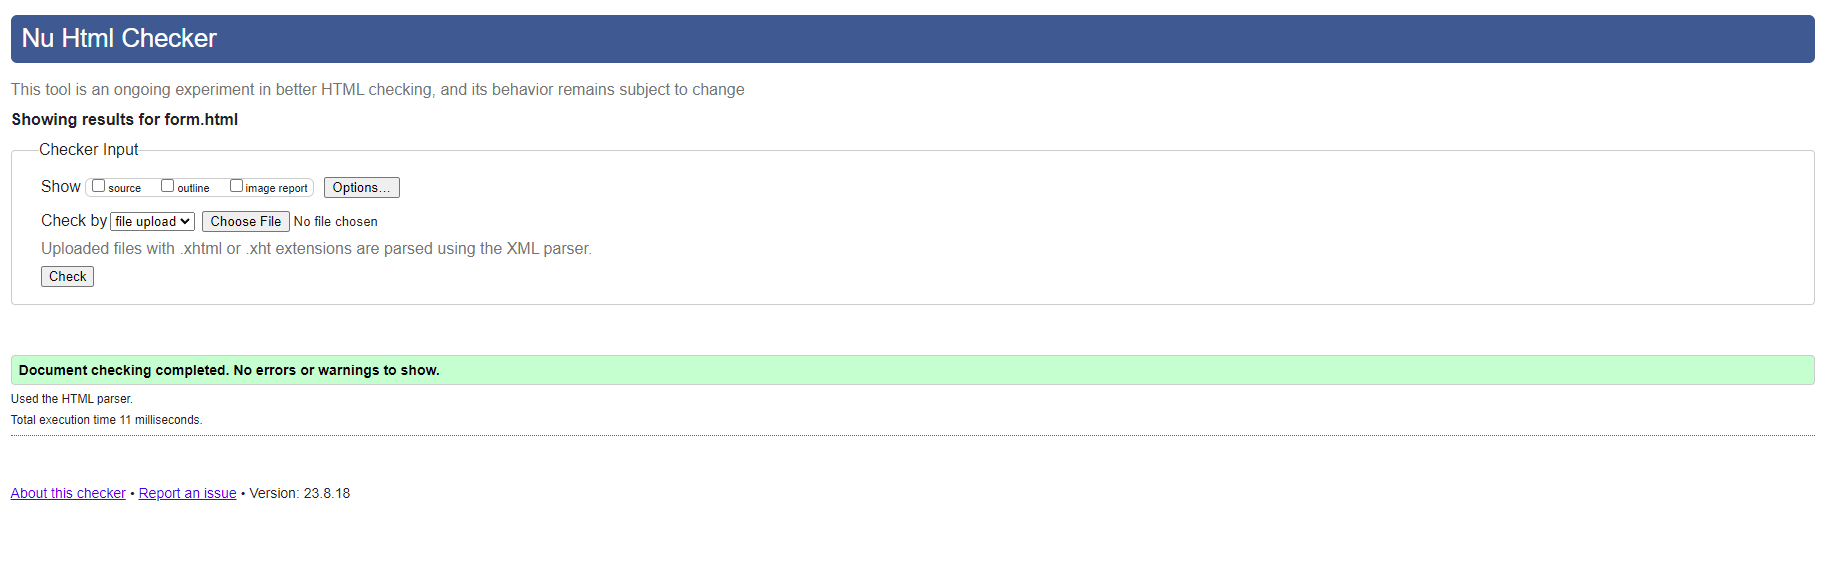 Nu Html Checker
This tool is an ongoing experiment in better HTML checking, and its behavior remains subject to change
Showing results for form.html
Checker Input
Show source outline image report Options...
Check by file upload Choose File No file chosen
Uploaded files with .xhtml or .xht extensions are parsed using the XML parser.
Check
Document checking completed. No errors or warnings to show.
Used the HTML parser.
Total execution time 11 milliseconds.
About this checker • Report an issue • Version: 23.8.18